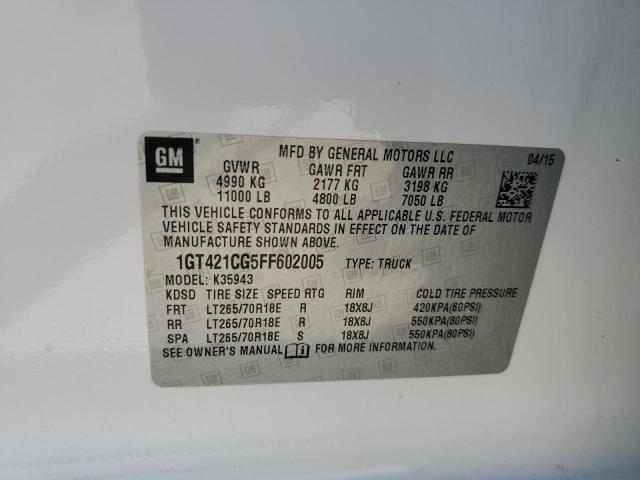 GM MFD BY GENERAL MOTORS LLC 04/15
GVWR GAWR FRT GAWR RR
4990 KG 2177 KG 3198 KG
11000 LB 4800 LB 7050 LB
THIS VEHICLE CONFORMS TO ALL APPLICABLE U.S. FEDERAL MOTOR
VEHICLE SAFETY STANDARDS IN EFFECT ON THE DATE OF
MANUFACTURE SHOWN ABOVE.
1GT421CG5FF602005 TYPE: TRUCK
MODEL: K35943
KDSD TIRE SIZE SPEED RTG RIM COLD TIRE PRESSURE
FRT LT265/70R18E R 18X8J 420KPA(60PSI)
RR LT265/70R18E R 18X8J 550KPA(80PSI)
SPA LT265/70R18E S 18X8J 550KPA(80PSI)
SEE OWNER'S MANUAL FOR MORE INFORMATION.